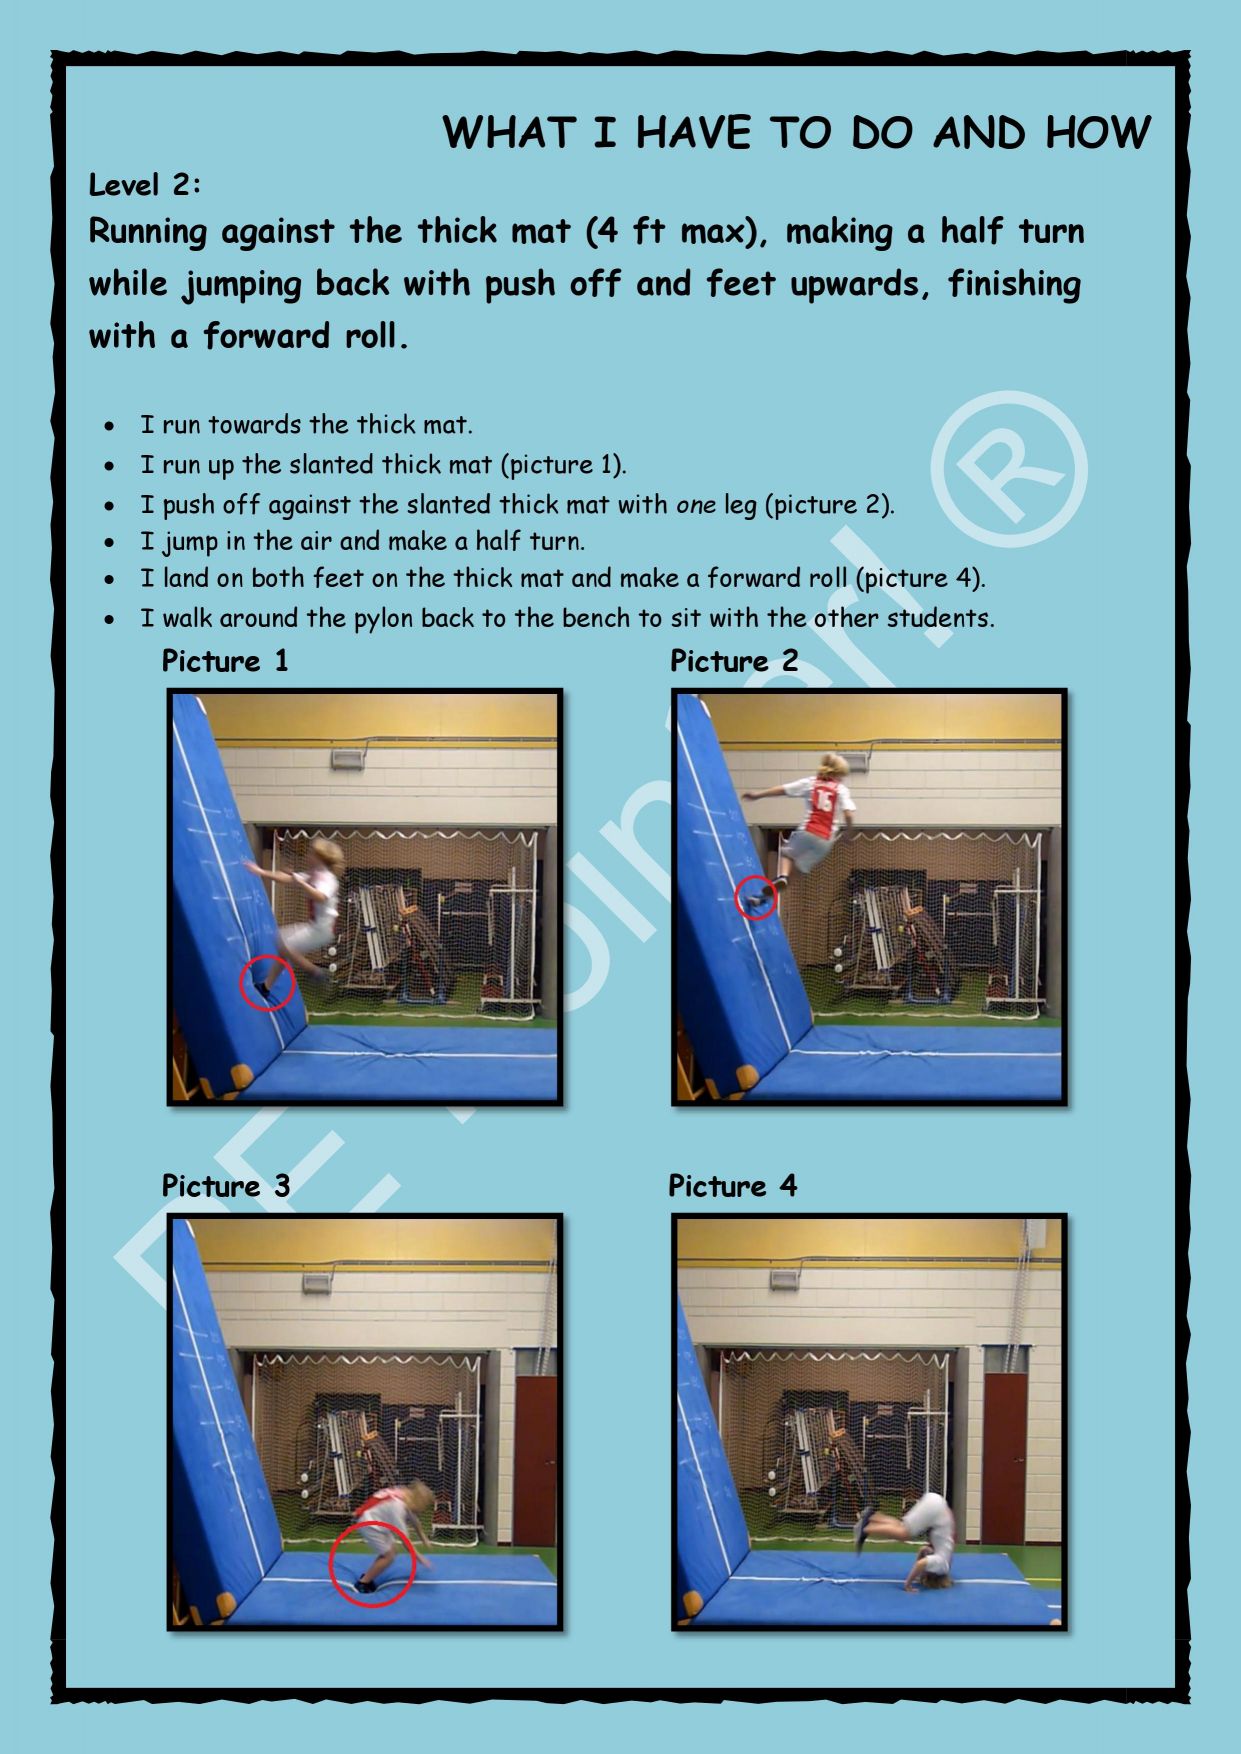 WHAT I HAVE TO DO AND HOW
Level 2:
Running against the thick mat (4 ft max), making a half turn
while jumping back with push off and feet upwards, finishing
with a forward roll.
• I run towards the thick mat.
• I run up the slanted thick mat (picture 1).
• I push off against the slanted thick mat with one leg (picture 2).
• I jump in the air and make a half turn.
• I land on both feet on the thick mat and make a forward roll (picture 4).
• I walk around the pylon back to the bench to sit with the other students.
Picture 1
Picture 2
15
Picture 3
Picture 4
PE
®